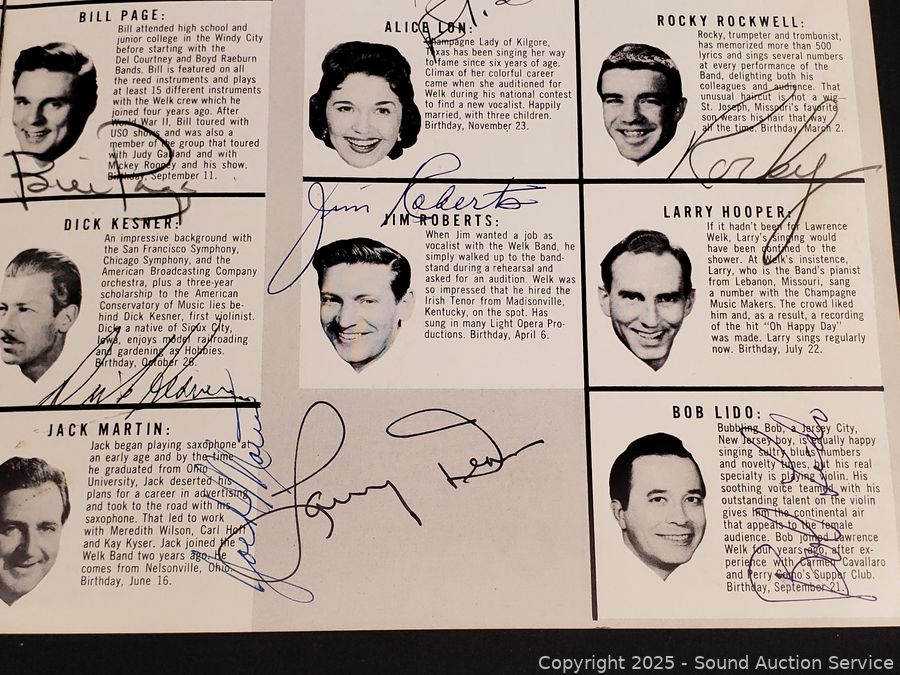 BILL PAGE:
Bill attended high school and
junior college in the Windy City
before starting with the
Del Courtney and Boyd Raeburn
Bands. Bill is featured on all
the reed instruments and plays
at least 15 different instruments
with the Welk crew which he
joined four years ago. After
World War II, Bill toured with
USO shows and was also a
member of the group that toured
with Judy Garland and with
Mickey Rooney and his show.
Birthday, September 11.
Bill Page
ALICE LON:
Champagne Lady of Kilgore,
Texas has been singing her way
to fame since six years of age.
Climax of her colorful career
came when she auditioned for
Welk during his national contest
to find a new vocalist. Happily
married, with three children.
Birthday, November 23.
ROCKY ROCKWELL:
Rocky, trumpeter and trombonist,
has memorized more than 500
lyrics and sings several numbers
at every performance of the
Band, delighting both his
colleagues and audience. That
unusual haircut is not a wig—
St. Joseph, Missouri's favorite
son wears his hair that way
all the time. Birthday, March 2.
Rocky
DICK KESNER:
An impressive background with
the San Francisco Symphony,
Chicago Symphony, and the
American Broadcasting Company
orchestra, plus a three-year
scholarship to the American
Conservatory of Music lies be-
hind Dick Kesner, first violinist.
Dick, a native of Sioux City,
Iowa, enjoys model railroading
and gardening as Hobbies.
Birthday, October 26.
Jim Roberts
JIM ROBERTS:
When Jim wanted a job as
vocalist with the Welk Band, he
simply walked up to the band-
stand during a rehearsal and
asked for an audition. Welk was
so impressed that he hired the
Irish Tenor from Madisonville,
Kentucky, on the spot. Has
sung in many Light Opera Pro-
ductions. Birthday, April 6.
LARRY HOOPER:
If it hadn't been for Lawrence
Welk, Larry's singing would
have been confined to the
shower. At Welk's insistence,
Larry, who is the Band's pianist
from Lebanon, Missouri, sang
a number with the Champagne
Music Makers. The crowd liked
him and, as a result, a recording
of the hit "Oh Happy Day"
was made. Larry sings regularly
now. Birthday, July 22.
JACK MARTIN:
Jack began playing saxophone at
an early age and by the time
he graduated from Ohio
University, Jack deserted his
plans for a career in advertising
and took to the road with his
saxophone. That led to work
with Meredith Wilson, Carl Hoff
and Kay Kyser. Jack joined the
Welk Band two years ago. He
comes from Nelsonville, Ohio.
Birthday, June 16.
Jack Martin
Larry Dean
BOB LIDO:
Bubbling Bob, a Jersey City,
New Jersey boy, is equally happy
singing sultry blues numbers
and novelty tunes, but his real
specialty is playing violin. His
soothing voice teamed with his
outstanding talent on the violin
gives him the continental air
that appeals to the female
audience. Bob joined Lawrence
Welk four years ago, after ex-
perience with Carmen Cavallaro
and Perry Como's Supper Club.
Birthday, September 21.
Bob Lido
Copyright 2025 - Sound Auction Service